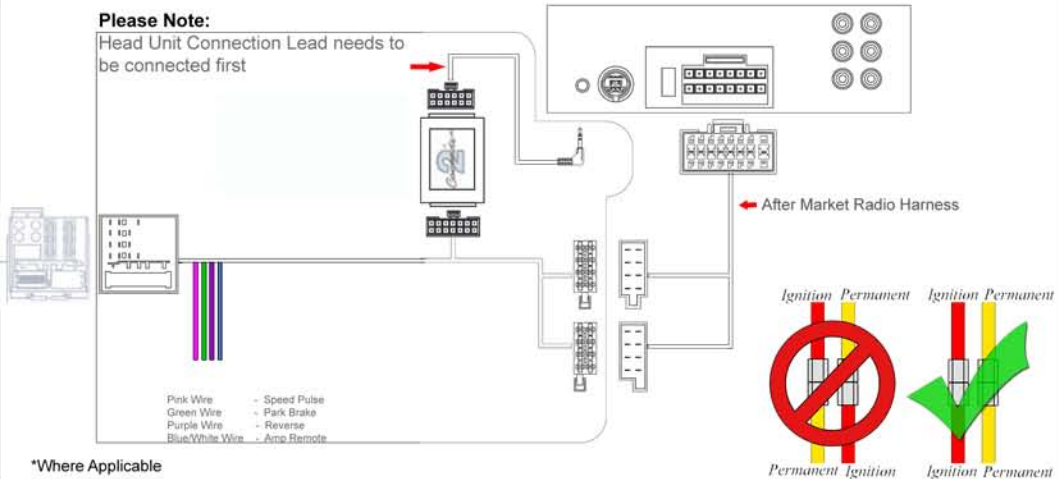 Please Note:
Head Unit Connection Lead needs to
be connected first
After Market Radio Harness
Ignition Permanent
Ignition Permanent
Permanent Ignition
Ignition Permanent
Pink Wire - Speed Pulse
Green Wire - Park Brake
Purple Wire - Reverse
Blue/White Wire - Amp Remote
*Where Applicable